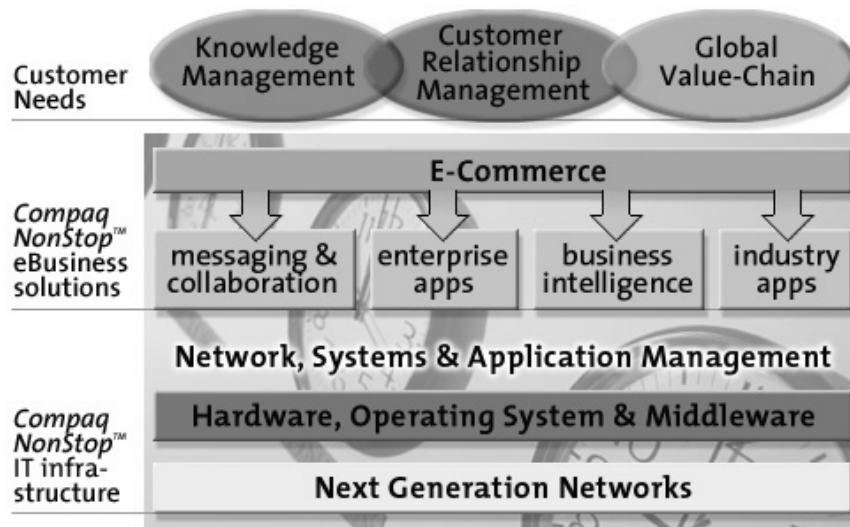 Customer
Needs
Knowledge
Management
Customer
Relationship
Management
Global
Value-Chain
Compaq
NonStop™
eBusiness
solutions
E-Commerce
messaging &
collaboration
enterprise
apps
business
intelligence
industry
apps
Network, Systems & Application Management
Compaq
NonStop™
IT infra-
structure
Hardware, Operating System & Middleware
Next Generation Networks